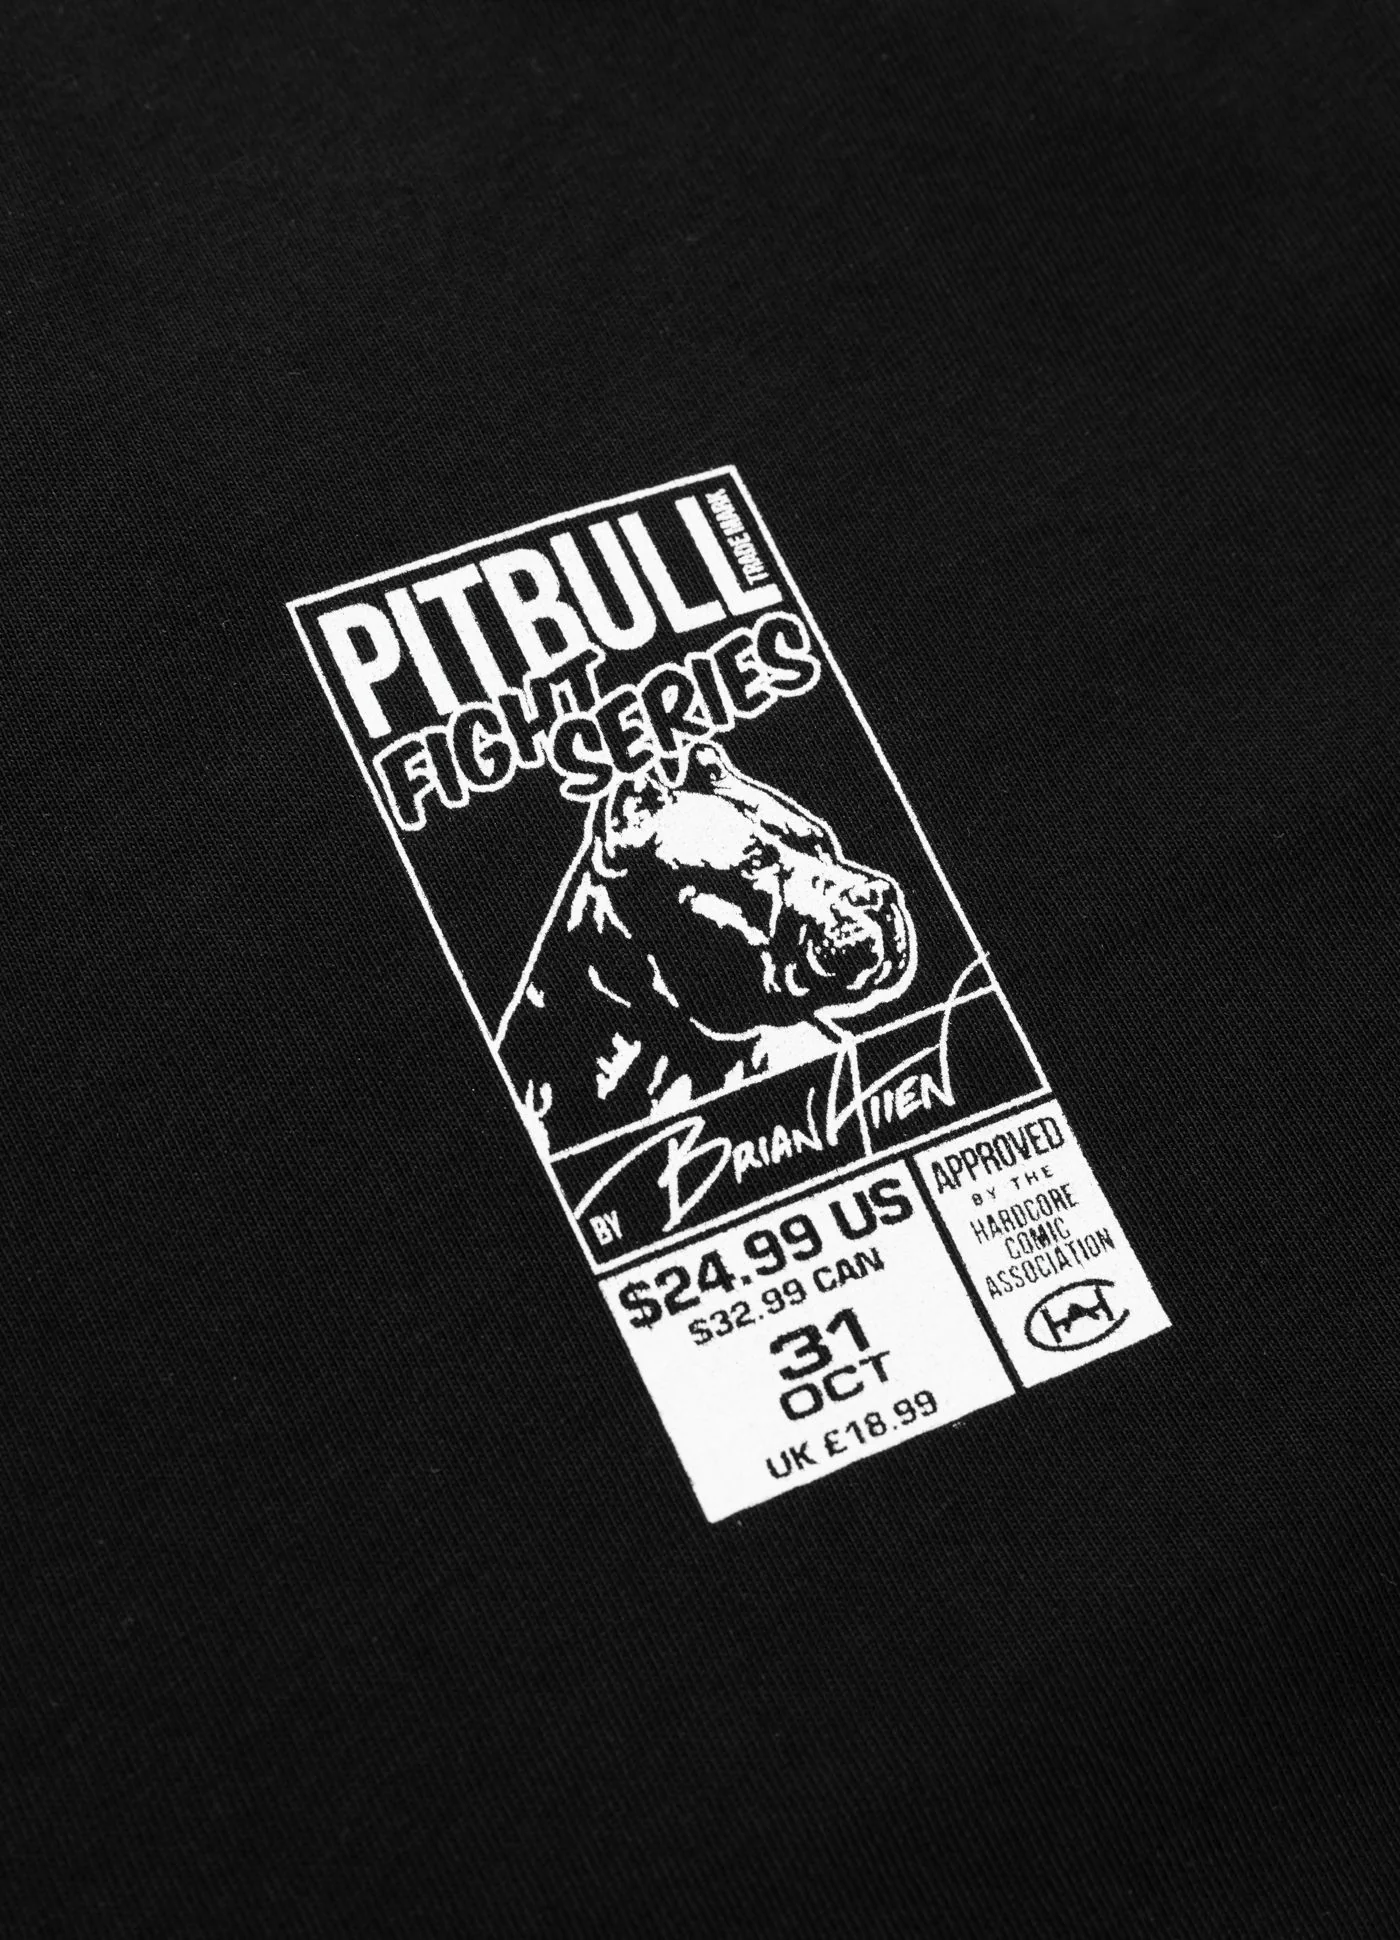 PITBULL
TRADE MARK
FIGHT
SERIES
BY BRIAN AllEN
$24.99 US
$32.99 CAN
31
OCT
UK £18.99
APPROVED
BY THE
HARDCORE
COMIC
ASSOCIATION